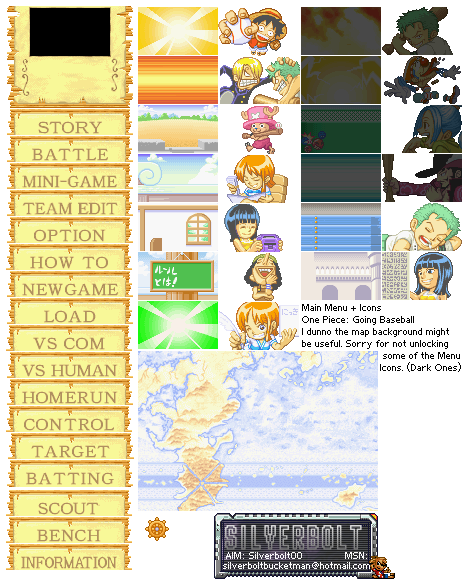 STORY
BATTLE
MINI-GAME
TEAM EDIT
OPTION
HOW TO
NEWGAME
LOAD
VS COM
VS HUMAN
HOMERUN
CONTROL
TARGET
BATTING
SCOUT
BENCH
INFORMATION
ルール
とは!
Main Menu + Icons
One Piece: Going Baseball
I dunno the map background might
be useful. Sorry for not unlocking
some of the Menu
Icons. (Dark Ones)
SILVERBOLT
AIM: Silverbolt00 MSN:
silverboltbucketman@hotmail.com